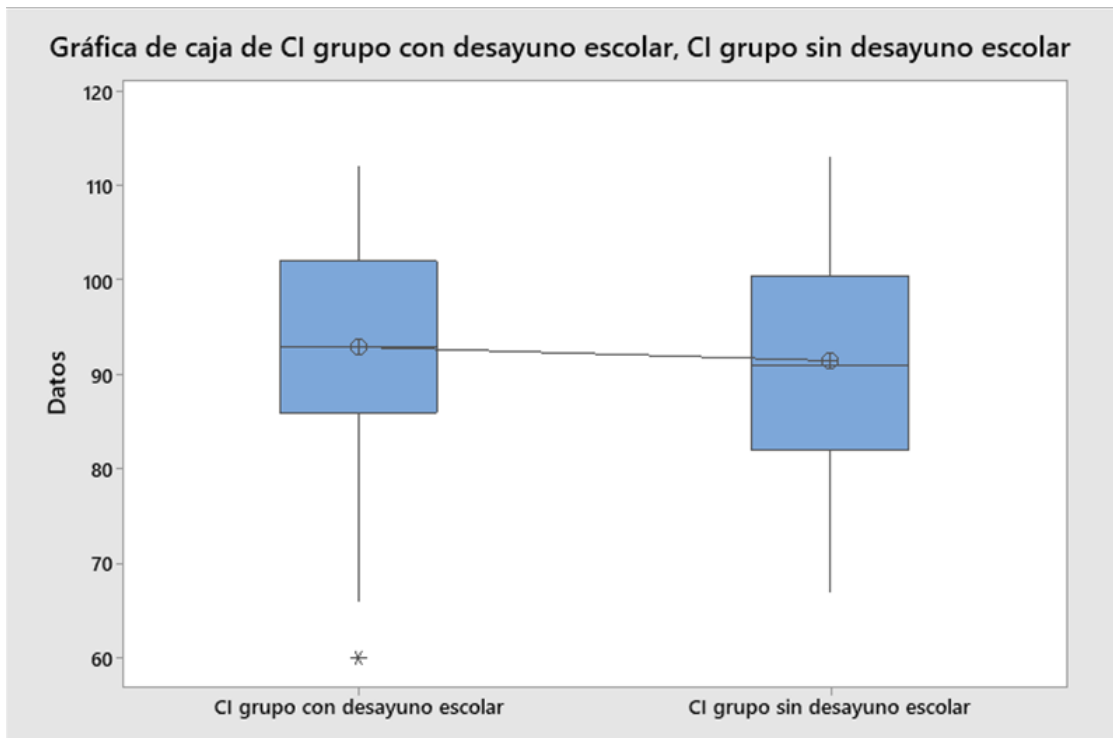 Gráfica de caja de CI grupo con desayuno escolar, CI grupo sin desayuno escolar
120
110
100
90
80
70
60
Datos
CI grupo con desayuno escolar
CI grupo sin desayuno escolar